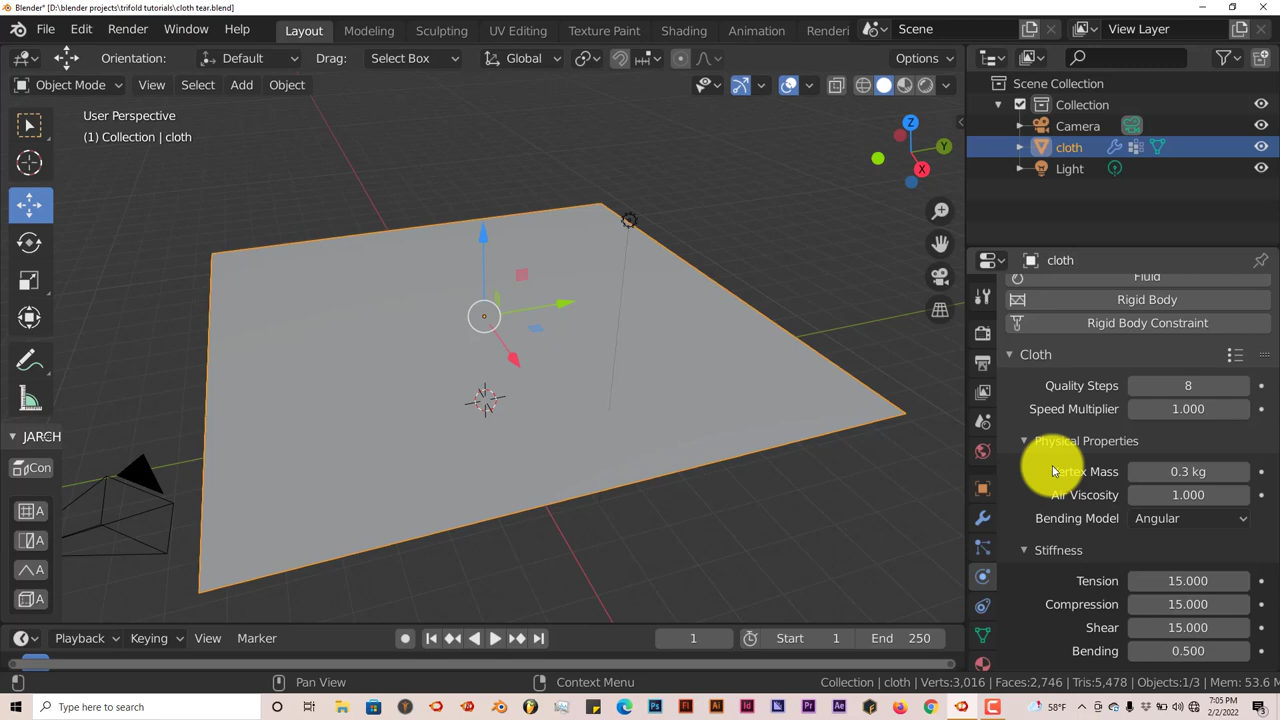 Blender* [D:\blender projects\trifold tutorials\cloth tear.blend]
File Edit Render Window Help Layout Modeling Sculpting UV Editing Texture Paint Shading Animation Renderi Scene View Layer
Orientation: Default Drag: Select Box Global Options
Object Mode View Select Add Object
User Perspective
(1) Collection | cloth
Z
Y
X
Scene Collection
Collection
Camera
cloth
Light
cloth
Fluid
Rigid Body
Rigid Body Constraint
Cloth
Quality Steps 8
Speed Multiplier 1.000
Physical Properties
Vertex Mass 0.3 kg
Air Viscosity 1.000
Bending Model Angular
Stiffness
Tension 15.000
Compression 15.000
Shear 15.000
Bending 0.500
JARCH
Con
A
A
A
A
Playback Keying View Marker 1 Start 1 End 250
Pan View Context Menu Collection | cloth | Verts:3,016 | Faces:2,746 | Tris:5,478 | Objects:1/3 | Mem: 53.6 M
Type here to search
58°F
7:05 PM
2/2/2022